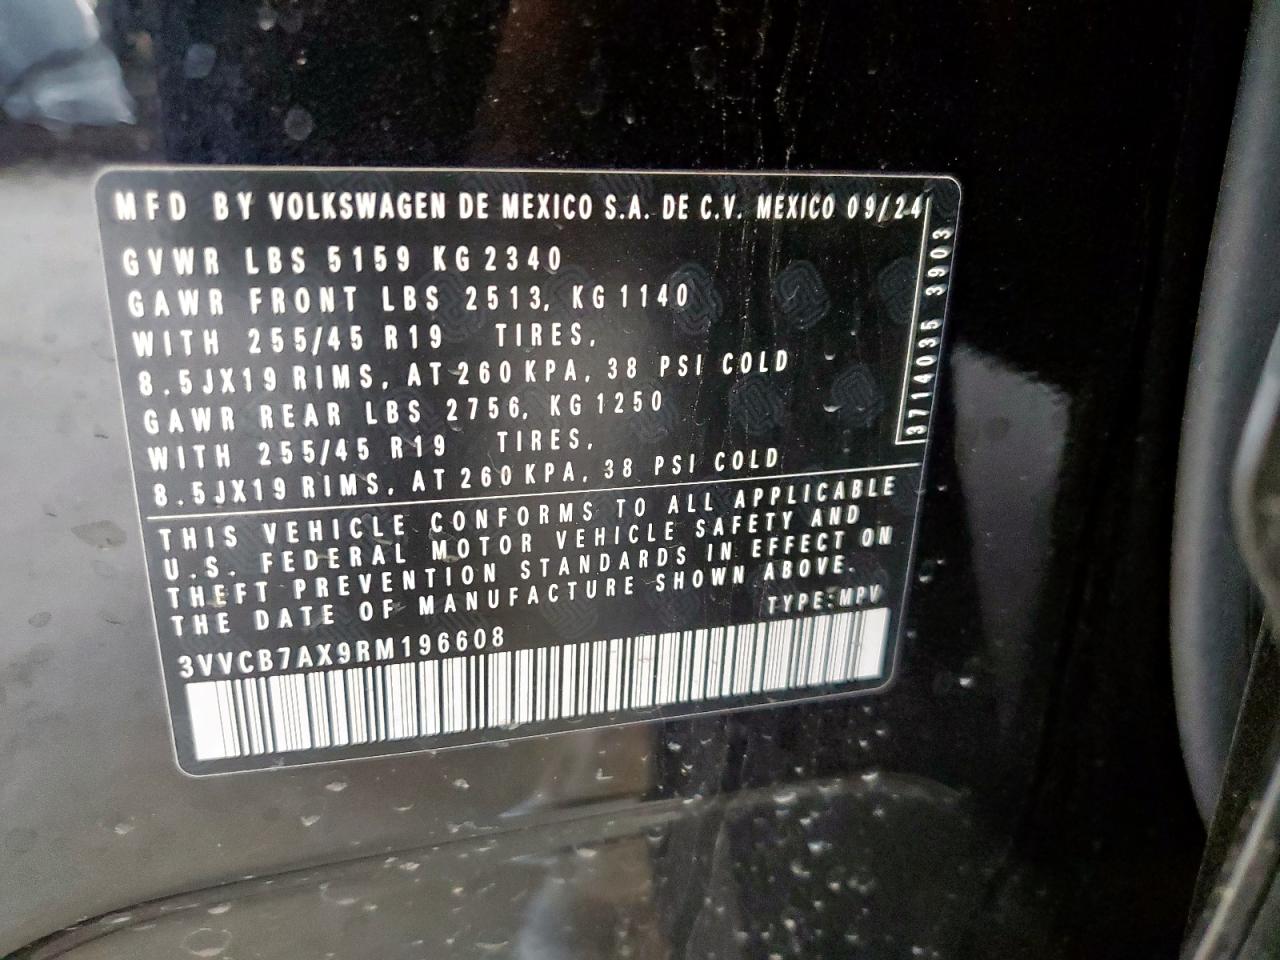 MFD BY VOLKSWAGEN DE MEXICO S.A. DE C.V. MEXICO 09/24
GVWR LBS 5159 KG 2340
GAWR FRONT LBS 2513, KG 1140
WITH 255/45 R19 TIRES,
8.5JX19 RIMS, AT 260 KPA, 38 PSI COLD
GAWR REAR LBS 2756, KG 1250
WITH 255/45 R19 TIRES,
8.5JX19 RIMS, AT 260 KPA, 38 PSI COLD
3714035 3903
THIS VEHICLE CONFORMS TO ALL APPLICABLE
U.S. FEDERAL MOTOR VEHICLE SAFETY AND
THEFT PREVENTION STANDARDS IN EFFECT ON
THE DATE OF MANUFACTURE SHOWN ABOVE.
TYPE:MPV
3VVCB7AX9RM196608